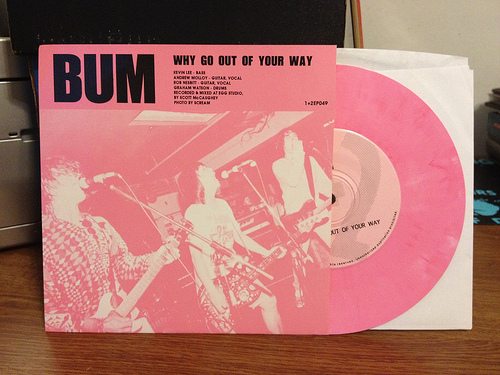 BUM
WHY GO OUT OF YOUR WAY
KEVIN LEE - BASS
ANDREW MOLLOY - GUITAR, VOCAL
ROB NESBITT - GUITAR, VOCAL
GRAHAM WATSON - DRUMS
RECORDED & MIXED AT EGG STUDIO,
BY SCOTT McCAUGHEY
PHOTO BY SCREAM
1+2EP049
OUT OF YOUR WAY